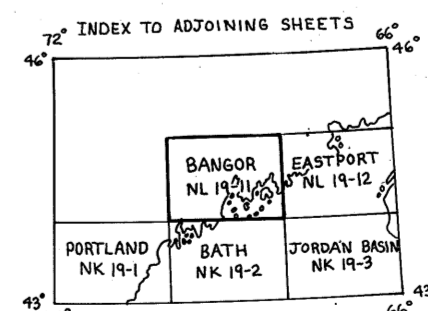 72° INDEX TO ADJOINING SHEETS 66°
46° 46°
BANGOR
NL 19-11
EASTPORT
NL 19-12
PORTLAND
NK 19-1
BATH
NK 19-2
JORDAN BASIN
NK 19-3
43° 43
66°